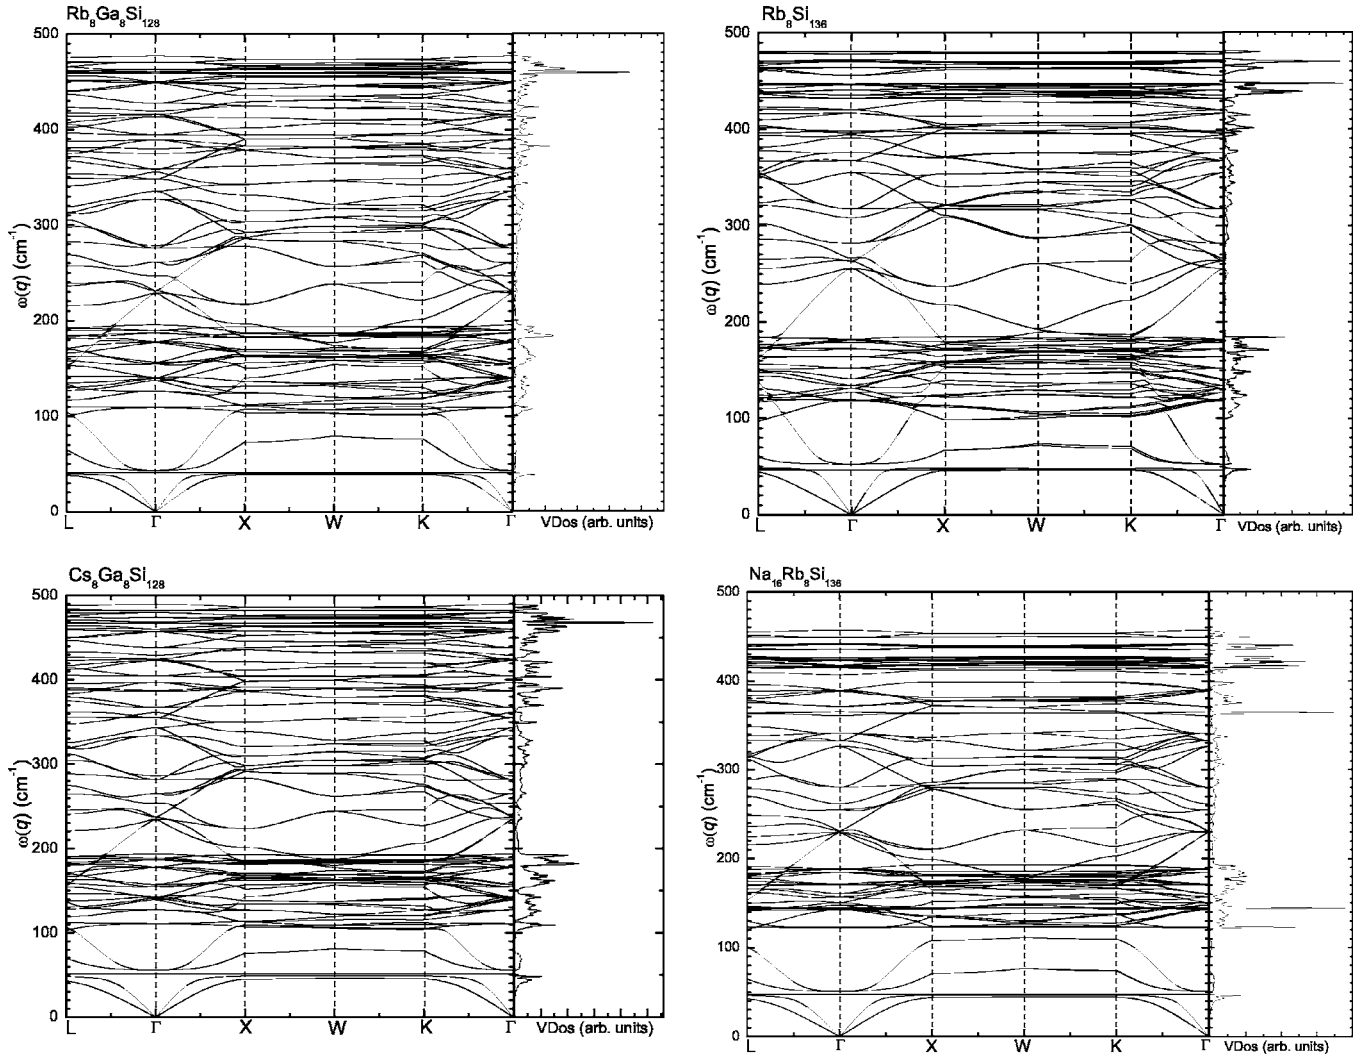 Rb8Ga8Si128
500
400
300
200
100
0
ω(q) (cm-1)
L Γ X W K Γ VDos (arb. units)
Rb8Si136
500
400
300
200
100
0
ω(q) (cm-1)
L Γ X W K Γ VDos (arb. units)
Cs8Ga8Si128
500
400
300
200
100
0
ω(q) (cm-1)
L Γ X W K Γ VDos (arb. units)
Na16Rb8Si136
500
400
300
200
100
0
ω(q) (cm-1)
L Γ X W K Γ VDos (arb. units)